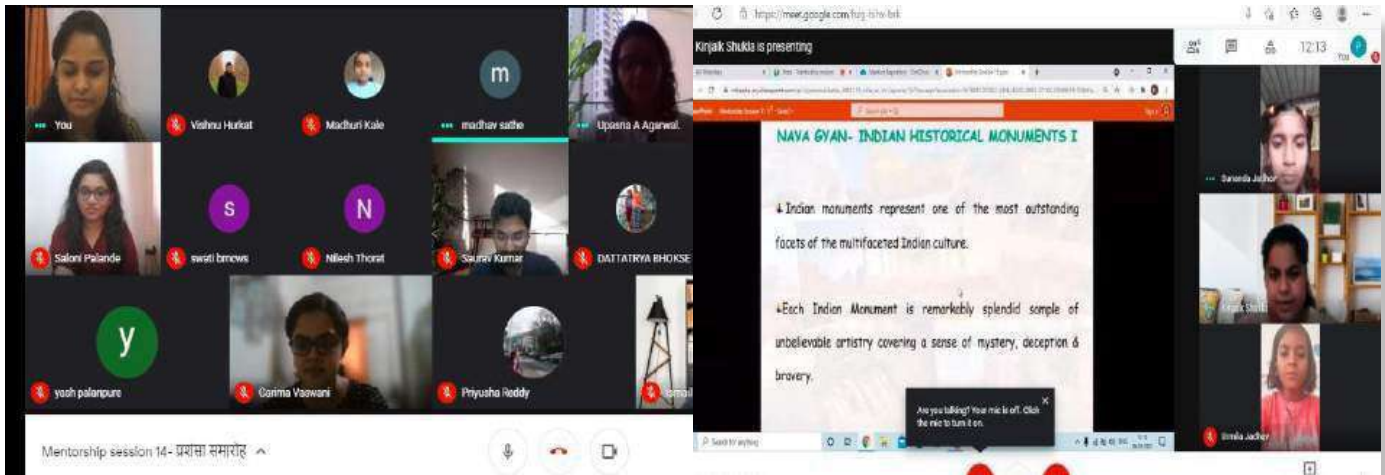 You
Vishnu Hurkat
Madhuri Kale
m
madhav sathe
Upasna A Agarwal.
Saloni Palande
s
swati bmcws
N
Nilesh Thorat
Saurav Kumar
DATTATRYA BHOKSE
y
yash palanpure
Garima Vaswani
Priyusha Reddy
Mentorship session 14- प्रशंसा समारोह
Kinjalk Shukla is presenting
12:13
You
NAVA GYAN- INDIAN HISTORICAL MONUMENTS I
Indian monuments represent one of the most outstanding
facets of the multifaceted Indian culture.
Each Indian Monument is remarkably splendid sample of
unbelievable artistry covering a sense of mystery, deception &
bravery.
Are you talking? Your mic is off. Click
the mic to turn it on.
Sananda Jadhav
Kinjalk Shukla
Urmila Jadhav